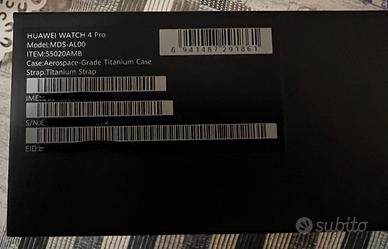 HUAWEI WATCH 4 Pro
Model:MDS-AL00
ITEM:55020AMB
Case:Aerospace-Grade Titanium Case
Strap:Titanium Strap
6 941487 291861
IME
S/N:
EID:
subito